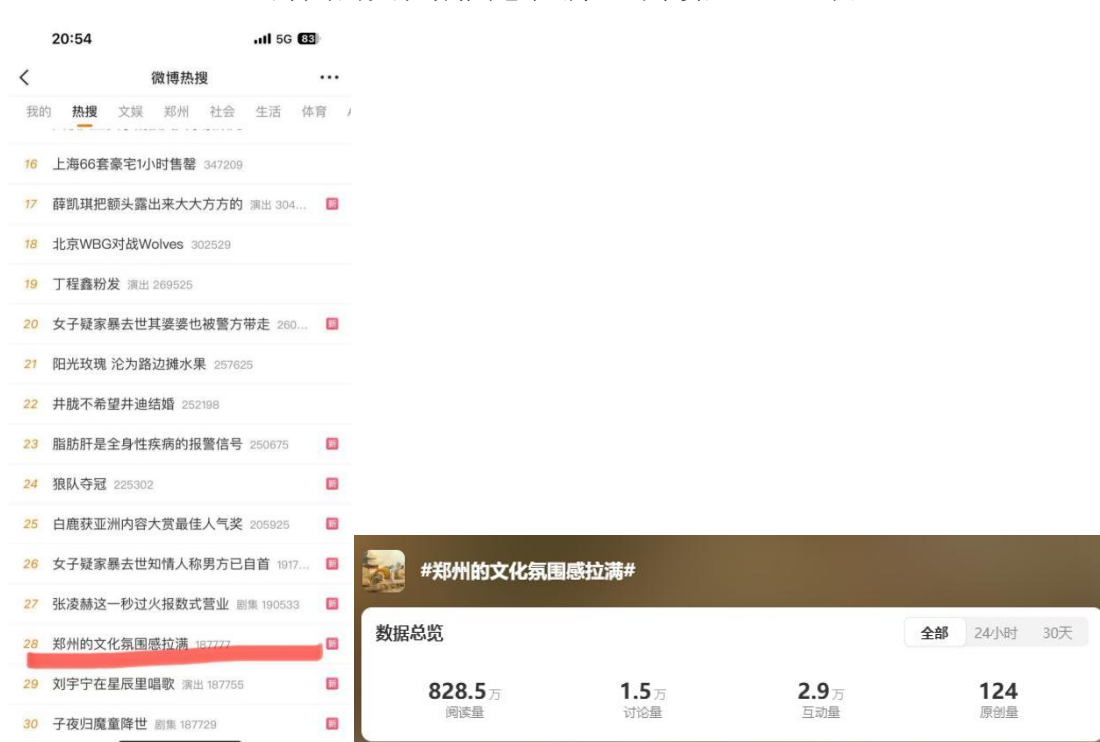 20:54 5G 83
微博热搜
我的 热搜 文娱 郑州 社会 生活 体育
16 上海66套豪宅1小时售罄 347209
17 薛凯琪把额头露出来大大方方的 演出 304... 新
18 北京WBG对战Wolves 302529
19 丁程鑫粉发 演出 269525
20 女子疑家暴去世其婆婆也被警方带走 260... 新
21 阳光玫瑰 沦为路边摊水果 257625
22 井胧不希望井迪结婚 252198
23 脂肪肝是全身性疾病的报警信号 250675 新
24 狼队夺冠 225302 新
25 白鹿获亚洲内容大赏最佳人气奖 205925 新
26 女子疑家暴去世知情人称男方已自首 1917... 新
27 张凌赫这一秒过火报数式营业 剧集 190533 新
28 郑州的文化氛围感拉满 187777 新
29 刘宇宁在星辰里唱歌 演出 187755 新
30 子夜归魔童降世 剧集 187729 新
#郑州的文化氛围感拉满#
数据总览 全部 24小时 30天
828.5万 1.5万 2.9万 124
阅读量 讨论量 互动量 原创量